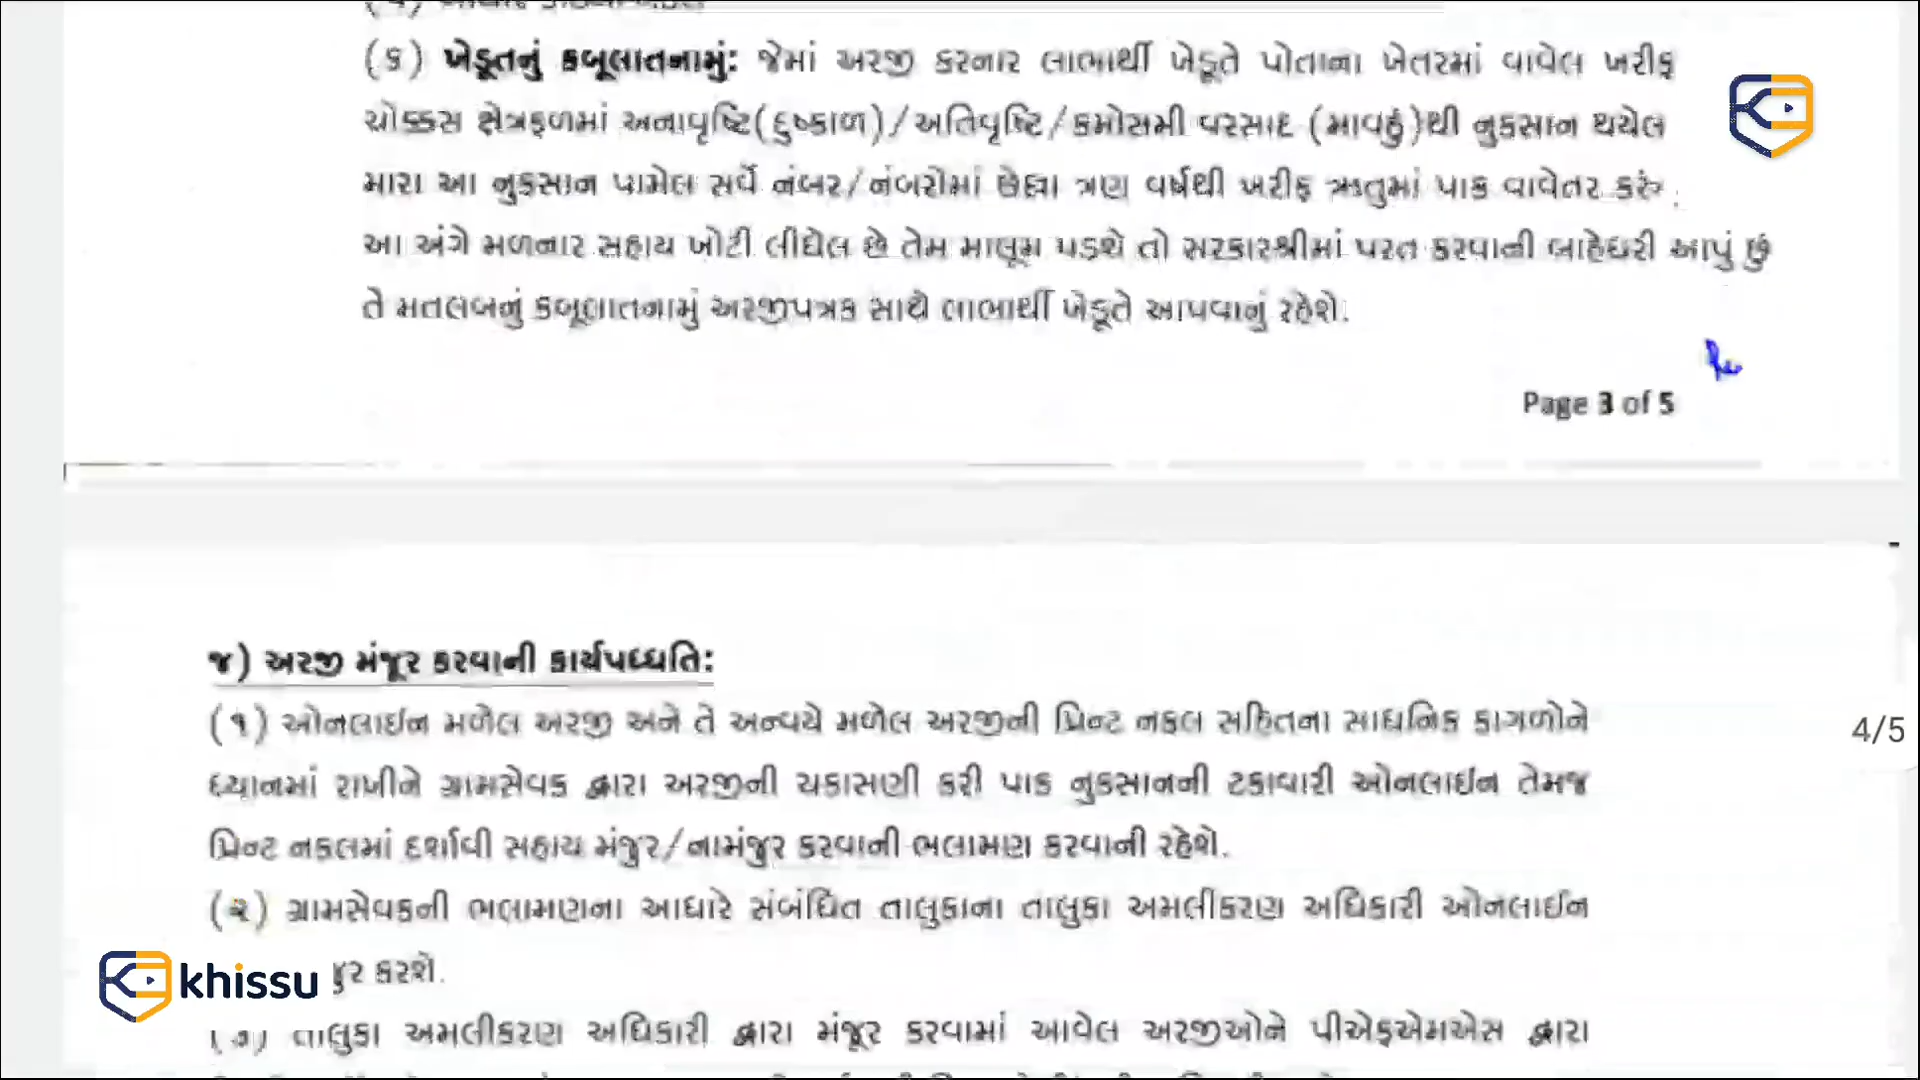 (૬) ખેડૂતનું કબૂલાતનામું: જેમાં અરજી કરનાર લાભાર્થી ખેડૂતે પોતાના ખેતરમાં વાવેલ ખરીફ
ચોક્કસ ક્ષેત્રફળમાં અનાવૃષ્ટિ(દુષ્કાળ)/અતિવૃષ્ટિ/કમોસમી વરસાદ (માવઠું)થી નુકસાન થયેલ
મારા આ નુકસાન પામેલ સર્વે નંબર/નંબરોમાં છેલ્લા ત્રણ વર્ષથી ખરીફ ઋતુમાં પાક વાવેતર કરું
આ અંગે મળનાર સહાય ખોટી લીધેલ છે તેમ માલૂમ પડશે તો સરકારશ્રીમાં પરત કરવાની બાહેધરી આપું છું
તે મતલબનું કબૂલાતનામું અરજીપત્રક સાથે લાભાર્થી ખેડૂતે આપવાનું રહેશે.
Page 3 of 5
જ) અરજી મંજૂર કરવાની કાર્યપધ્ધતિ:
(૧) ઓનલાઈન મળેલ અરજી અને તે અન્વયે મળેલ અરજીની પ્રિન્ટ નકલ સહિતના સાધનિક કાગળોને
4/5
ધ્યાનમાં રાખીને ગ્રામસેવક દ્વારા અરજીની ચકાસણી કરી પાક નુકસાનની ટકાવારી ઓનલાઈન તેમજ
પ્રિન્ટ નકલમાં દર્શાવી સહાય મંજુર/નામંજુર કરવાની ભલામણ કરવાની રહેશે.
(૨) ગ્રામસેવકની ભલામણના આધારે સંબંધિત તાલુકાના તાલુકા અમલીકરણ અધિકારી ઓનલાઈન
khissu કરશે.
(૩) તાલુકા અમલીકરણ અધિકારી દ્વારા મંજૂર કરવામાં આવેલ અરજીઓને પીએફએમએસ દ્વારા